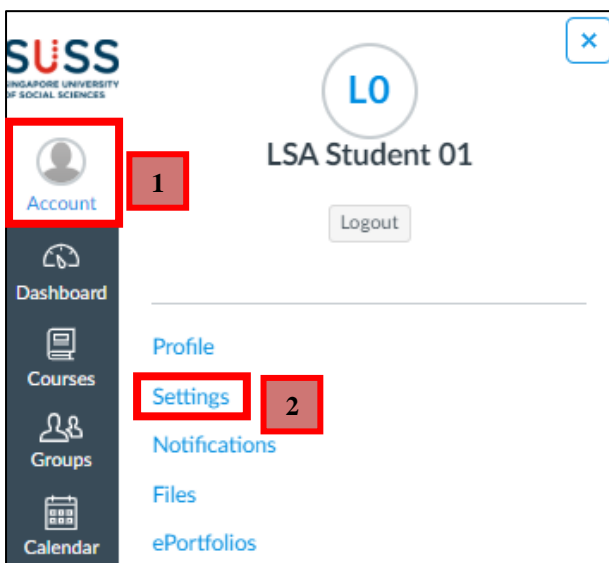 SUSS
SINGAPORE UNIVERSITY
OF SOCIAL SCIENCES
Account
1
Dashboard
Courses
Groups
Calendar
×
L0
LSA Student 01
Logout
Profile
Settings
2
Notifications
Files
ePortfolios